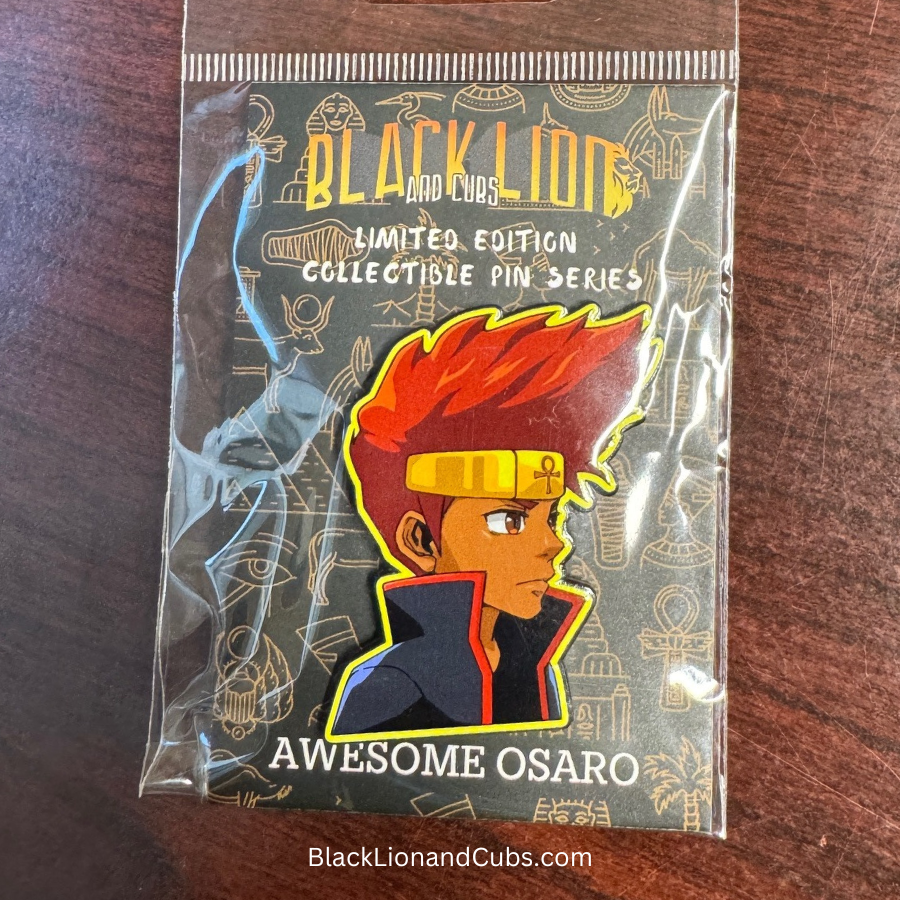 BLACK LION
AND CUBS
LIMITED EDITION
COLLECTIBLE PIN SERIES
AWESOME OSARO
BlackLionandCubs.com